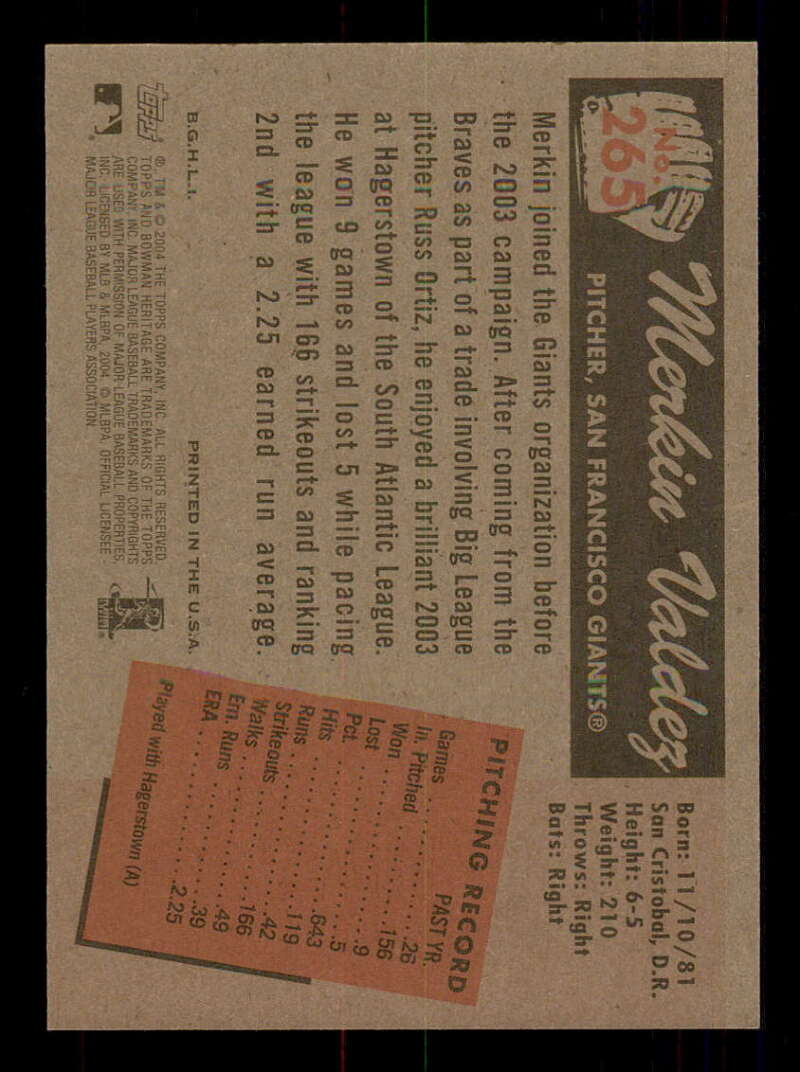 No.
265
Merkin Valdez
PITCHER, SAN FRANCISCO GIANTS®
Born: 11/10/81
San Cristobal, D.R.
Height: 6-5
Weight: 210
Throws: Right
Bats: Right
Merkin joined the Giants organization before
the 2003 campaign. After coming from the
Braves as part of a trade involving Big League
pitcher Russ Ortiz, he enjoyed a brilliant 2003
at Hagerstown of the South Atlantic League.
He won 9 games and lost 5 while pacing
the league with 166 strikeouts and ranking
2nd with a 2.25 earned run average.
PITCHING RECORD
PAST YR.
Games . . . . . . . . . . . .26
In. Pitched . . . . . . . . .156
Won . . . . . . . . . . . . .9
Lost . . . . . . . . . . . . .5
Pct. . . . . . . . . . . . .643
Hits . . . . . . . . . . . .119
Runs . . . . . . . . . . . .42
Strikeouts . . . . . . . . .166
Walks . . . . . . . . . . . .49
Ern. Runs . . . . . . . . . .39
ERA . . . . . . . . . . . .2.25
Played with Hagerstown (A)
B.G.H.L.I. PRINTED IN THE U.S.A.
Topps®
®, TM & © 2004 THE TOPPS COMPANY, INC. ALL RIGHTS RESERVED.
TOPPS AND BOWMAN HERITAGE ARE TRADEMARKS OF THE TOPPS
COMPANY, INC. MAJOR LEAGUE BASEBALL TRADEMARKS AND COPYRIGHTS
ARE USED WITH PERMISSION OF MAJOR LEAGUE BASEBALL PROPERTIES,
INC. LICENSED BY MLB & MLBPA, 2004. © MLBPA, OFFICIAL LICENSEE -
MAJOR LEAGUE BASEBALL PLAYERS ASSOCIATION.